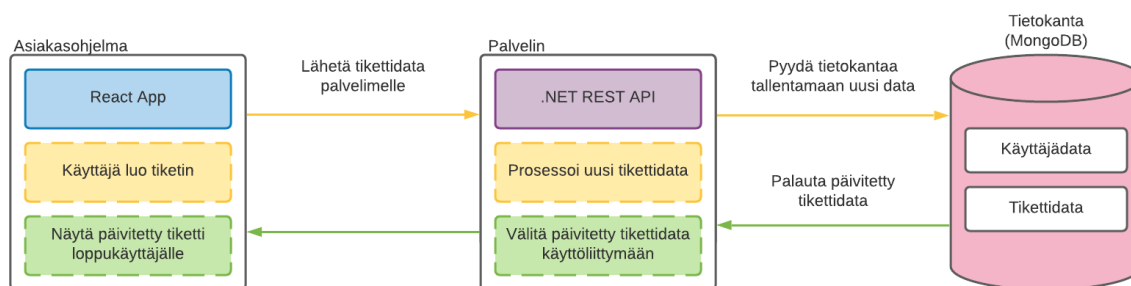 Asiakasohjelma
React App
Käyttäjä luo tiketin
Näytä päivitetty tiketti
loppukäyttäjälle
Lähetä tikettidata
palvelimelle
Palvelin
.NET REST API
Prosessoi uusi tikettidata
Välitä päivitetty tikettidata
käyttöliittymään
Pyydä tietokantaa
tallentamaan uusi data
Palauta päivitetty
tikettidata
Tietokanta
(MongoDB)
Käyttäjädata
Tikettidata